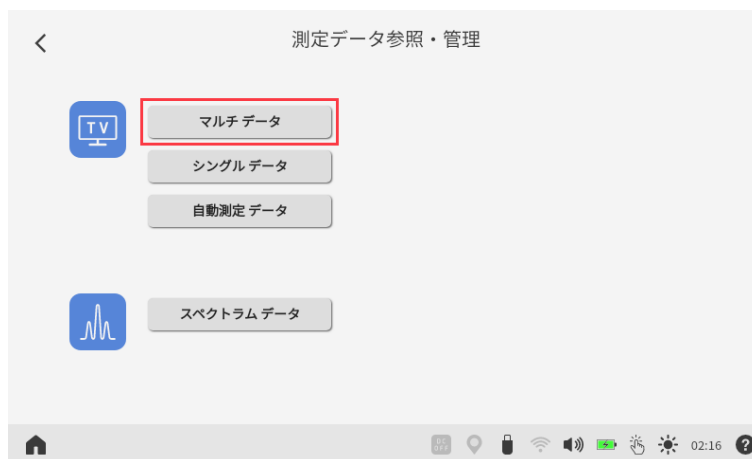 測定データ参照・管理
TV
マルチ データ
シングル データ
自動測定 データ
スペクトラム データ
DC
OFF
02:16
?